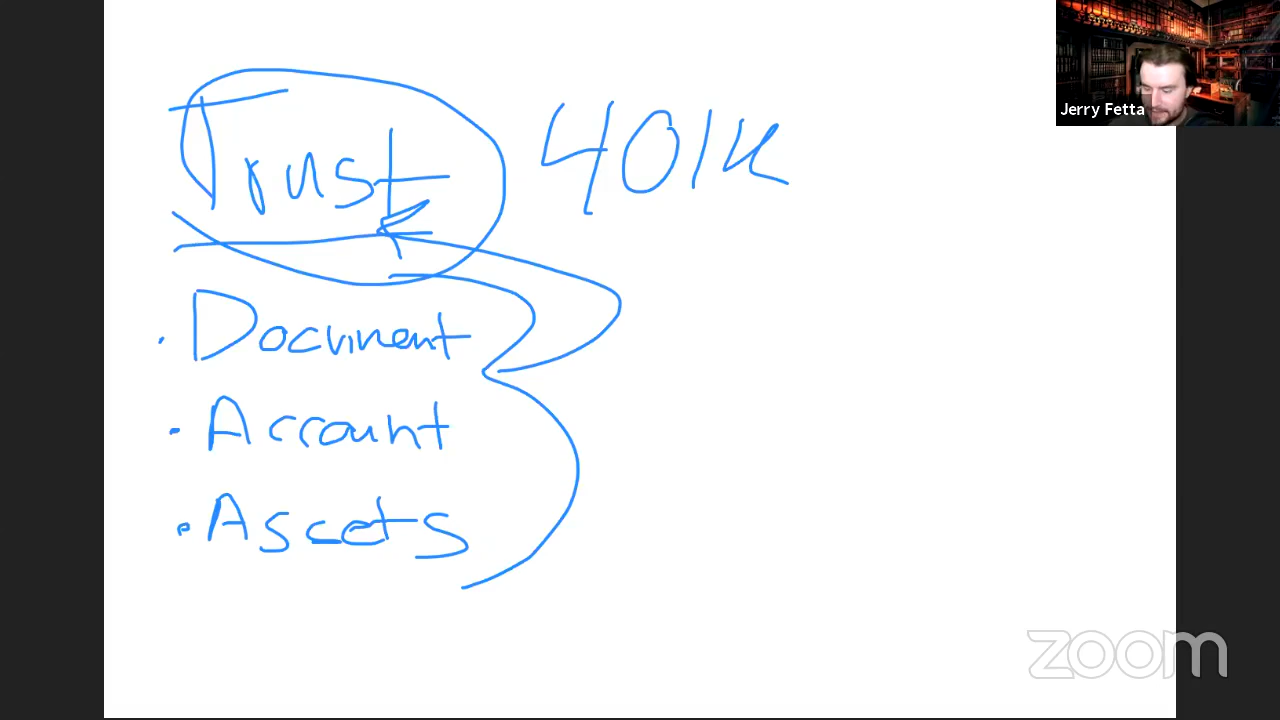 Jerry Fetta
Trust 401K
· Document
· Account
· Assets
zoom